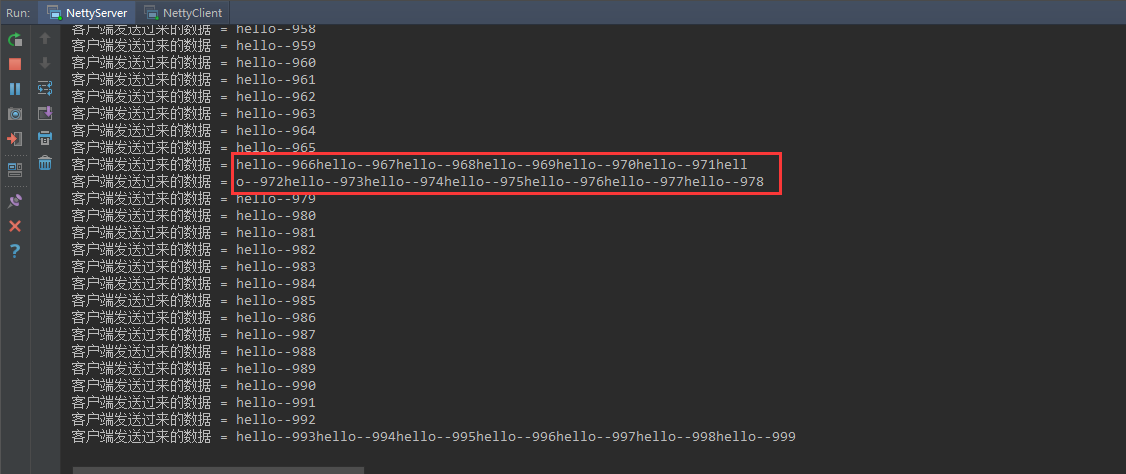 Run: NettyServer NettyClient
客户端发送过来的数据 = hello--958
客户端发送过来的数据 = hello--959
客户端发送过来的数据 = hello--960
客户端发送过来的数据 = hello--961
客户端发送过来的数据 = hello--962
客户端发送过来的数据 = hello--963
客户端发送过来的数据 = hello--964
客户端发送过来的数据 = hello--965
客户端发送过来的数据 = hello--966hello--967hello--968hello--969hello--970hello--971hell
客户端发送过来的数据 = o--972hello--973hello--974hello--975hello--976hello--977hello--978
客户端发送过来的数据 = hello--979
客户端发送过来的数据 = hello--980
客户端发送过来的数据 = hello--981
客户端发送过来的数据 = hello--982
客户端发送过来的数据 = hello--983
客户端发送过来的数据 = hello--984
客户端发送过来的数据 = hello--985
客户端发送过来的数据 = hello--986
客户端发送过来的数据 = hello--987
客户端发送过来的数据 = hello--988
客户端发送过来的数据 = hello--989
客户端发送过来的数据 = hello--990
客户端发送过来的数据 = hello--991
客户端发送过来的数据 = hello--992
客户端发送过来的数据 = hello--993hello--994hello--995hello--996hello--997hello--998hello--999